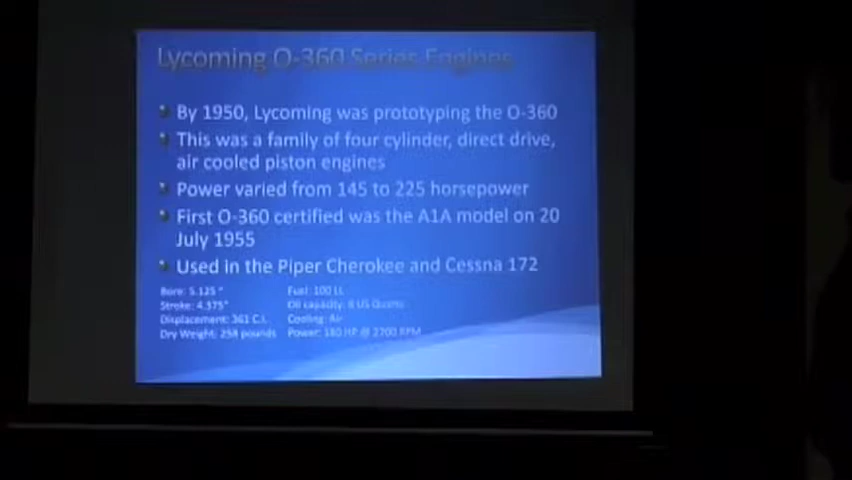 Lycoming O-360 Series Engines
By 1950, Lycoming was prototyping the O-360
This was a family of four cylinder, direct drive,
air cooled piston engines
Power varied from 145 to 225 horsepower
First O-360 certified was the A1A model on 20
July 1955
Used in the Piper Cherokee and Cessna 172
Bore: 5.125 "
Stroke: 4.375"
Displacement: 361 C.I.
Dry Weight: 258 pounds
Fuel: 100 LL
Oil capacity: 8 US Quarts
Cooling: Air
Power: 180 HP @ 2700 RPM